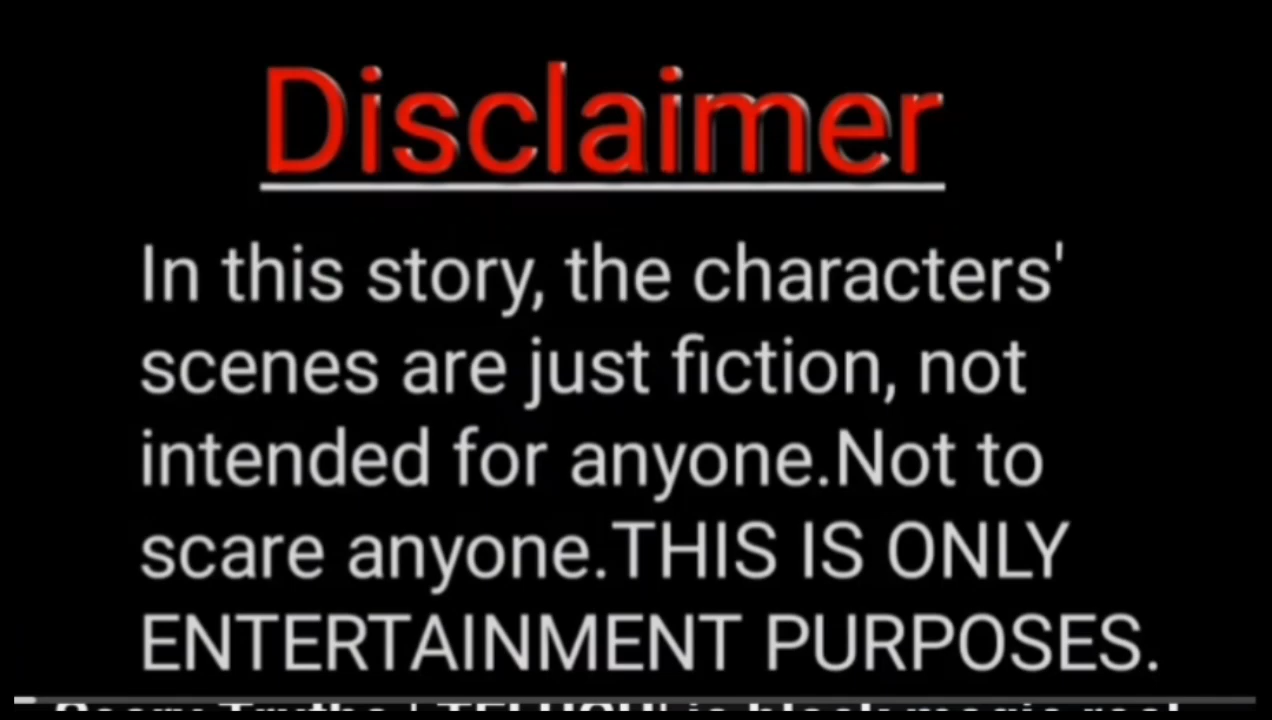 Disclaimer
In this story, the characters'
scenes are just fiction, not
intended for anyone.Not to
scare anyone.THIS IS ONLY
ENTERTAINMENT PURPOSES.